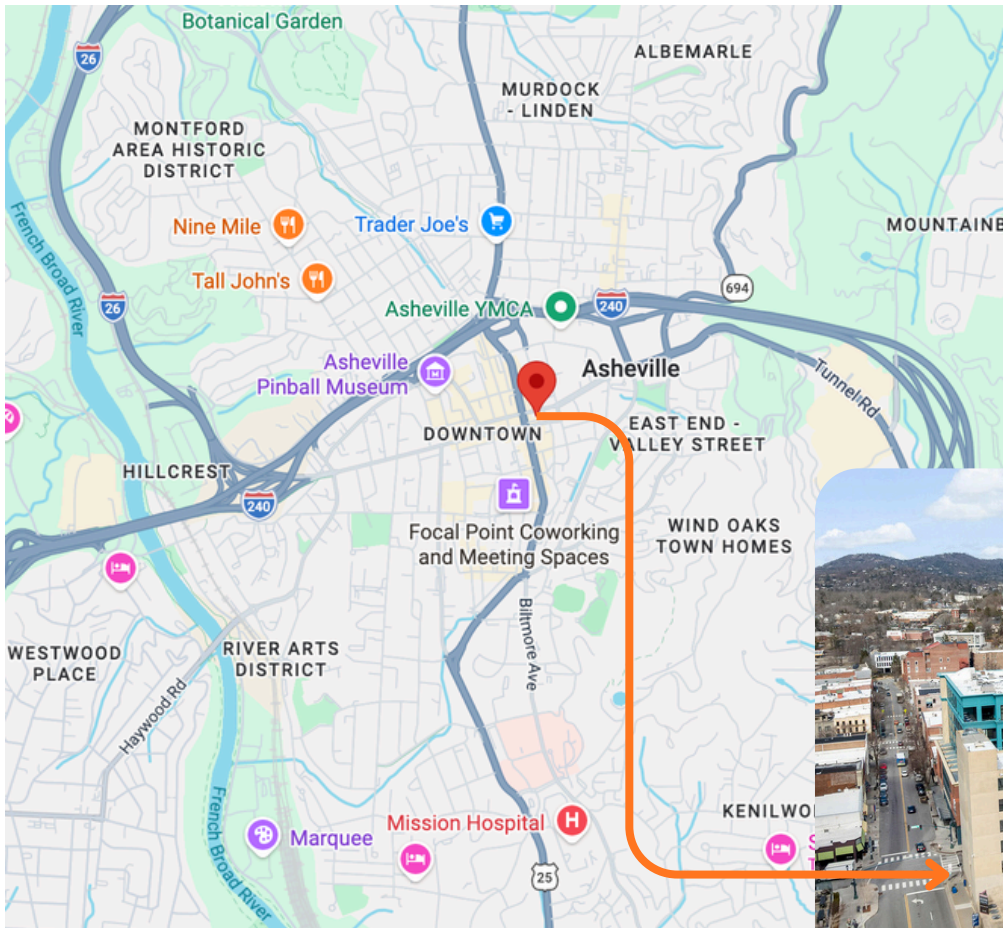 Botanical Garden
26
ALBEMARLE
MURDOCK
- LINDEN
MONTFORD
AREA HISTORIC
DISTRICT
French Broad River
Nine Mile
Trader Joe's
MOUNTAINB
Tall John's
694
26
Asheville YMCA
240
Asheville
Pinball Museum
Asheville
Tunnel Rd
DOWNTOWN
EAST END -
VALLEY STREET
HILLCREST
240
Focal Point Coworking
and Meeting Spaces
WIND OAKS
TOWN HOMES
Biltmore Ave
WESTWOOD
PLACE
RIVER ARTS
DISTRICT
Haywood Rd
French Broad River
Marquee
Mission Hospital
H
KENILWO
S
T
25